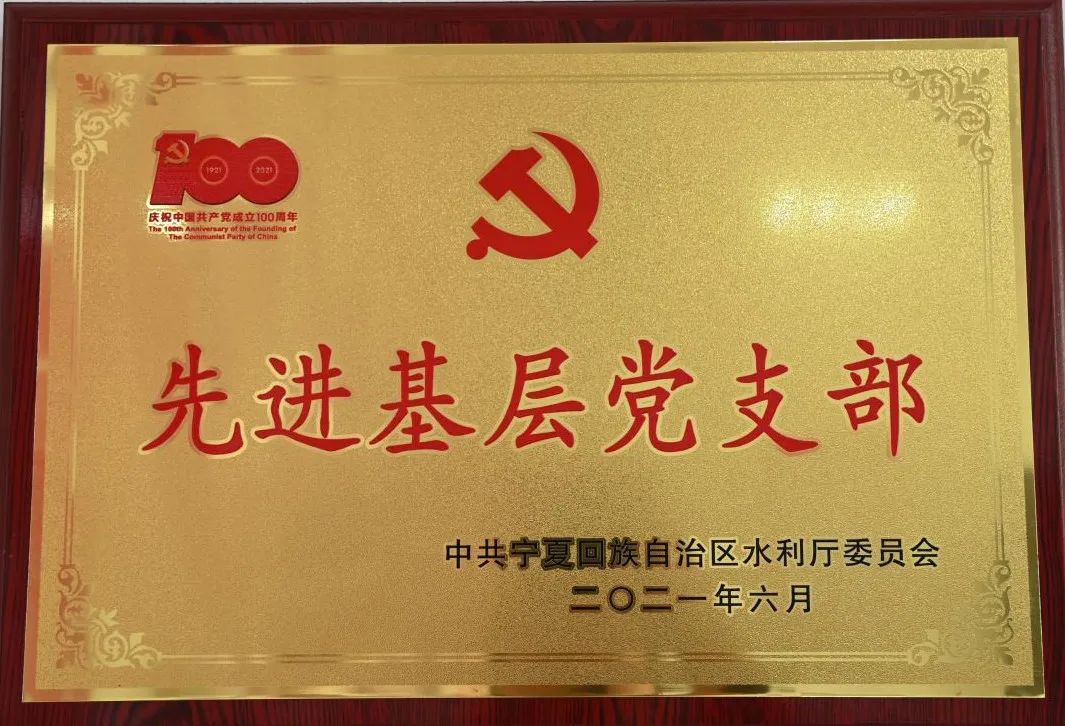 100
1921 2021
庆祝中国共产党成立100周年
The 100th Anniversary of the Founding of
The Communist Party of China
先进基层党支部
中共宁夏回族自治区水利厅委员会
二〇二一年六月